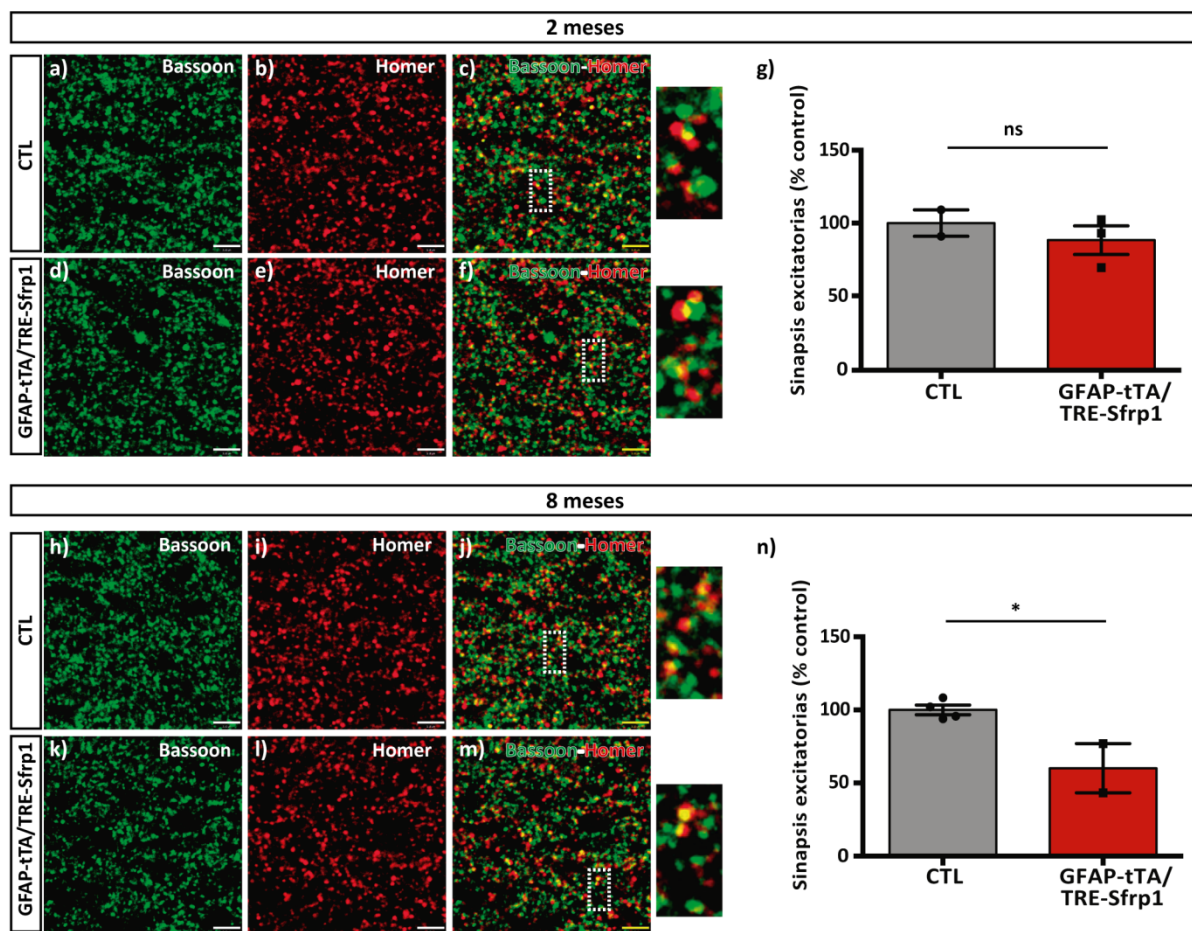 2 meses
CTL
a) Bassoon
b) Homer
c) Bassoon-Homer
GFAP-tTA/TRE-Sfrp1
d) Bassoon
e) Homer
f) Bassoon-Homer
g)
Sinapsis excitatorias (% control)
150
100
50
0
ns
CTL
GFAP-tTA/
TRE-Sfrp1
8 meses
CTL
h) Bassoon
i) Homer
j) Bassoon-Homer
GFAP-tTA/TRE-Sfrp1
k) Bassoon
l) Homer
m) Bassoon-Homer
n)
Sinapsis excitatorias (% control)
150
100
50
0
*
CTL
GFAP-tTA/
TRE-Sfrp1